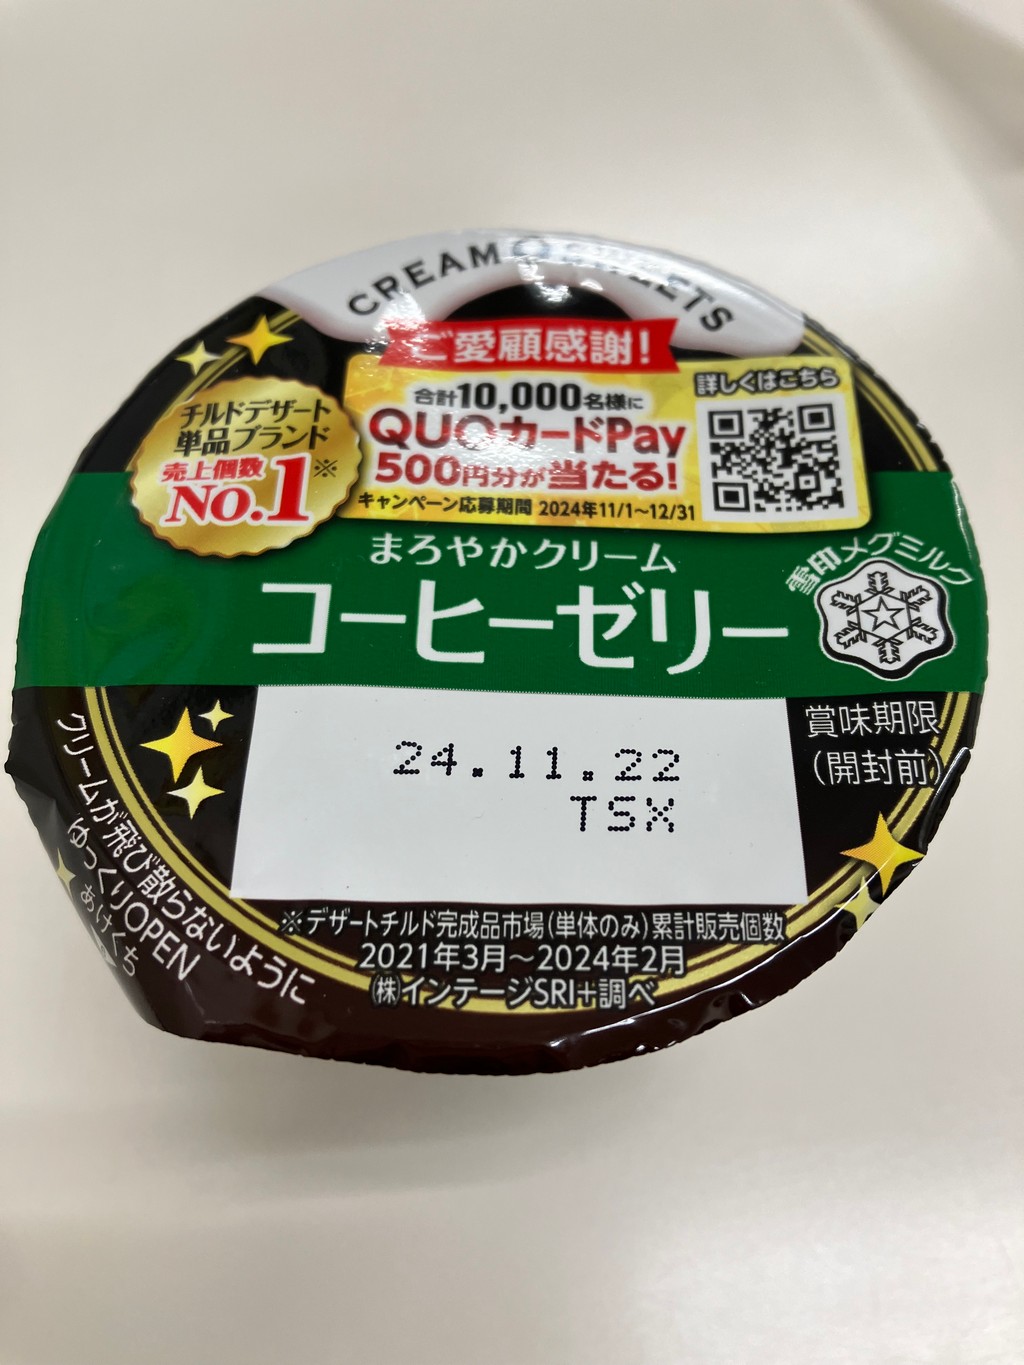 CREAM SWEETS
ご愛顧感謝!
合計10,000名様に
QUOカードPay
500円分が当たる!
キャンペーン応募期間 2024年11/1~12/31
詳しくはこちら
チルドデザート
単品ブランド
売上個数
No.1※
まろやかクリーム
コーヒーゼリー
雪印メグミルク
賞味期限
(開封前)
24.11.22
TSX
クリームが飛び散らないように
ゆっくりOPEN
あけくち
※デザートチルド完成品市場(単体のみ)累計販売個数
2021年3月~2024年2月
㈱インテージSRI+調べ